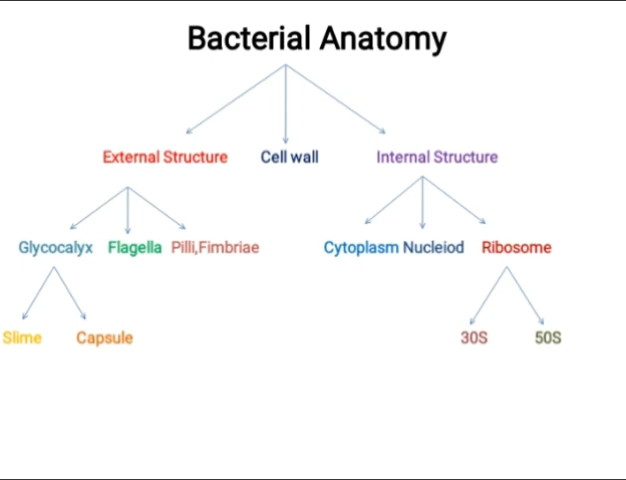 Bacterial Anatomy
External Structure Cell wall Internal Structure
Glycocalyx Flagella Pilli,Fimbriae Cytoplasm Nucleiod Ribosome
Slime Capsule 30S 50S